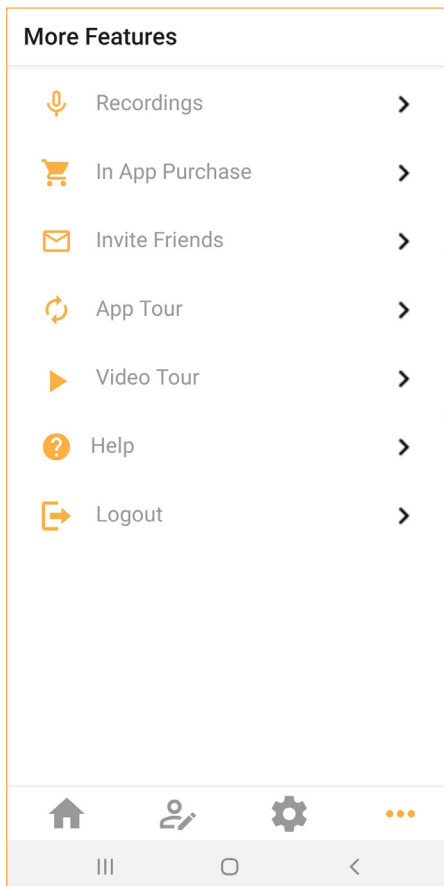 More Features
Recordings
In App Purchase
Invite Friends
App Tour
Video Tour
Help
Logout